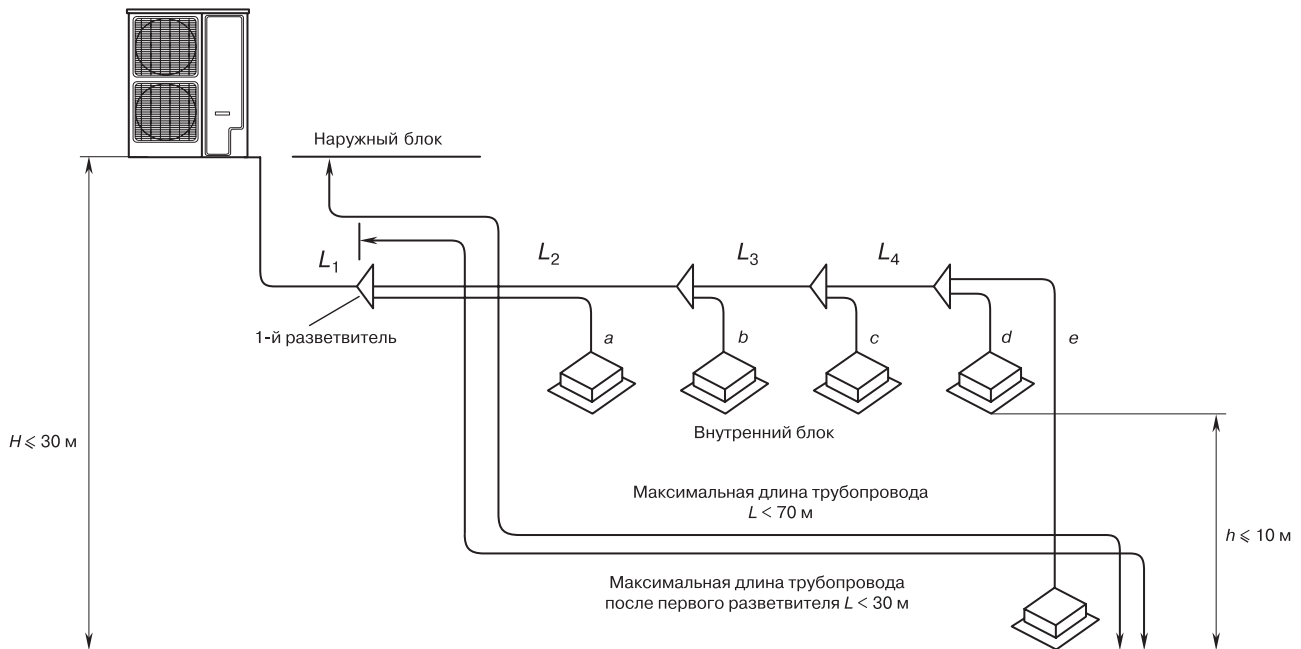 Наружный блок
L1
L2
L3
L4
1-й разветвитель
a
b
c
d
e
Внутренний блок
H ⩽ 30 м
Максимальная длина трубопровода
L < 70 м
h ⩽ 10 м
Максимальная длина трубопровода
после первого разветвителя L < 30 м